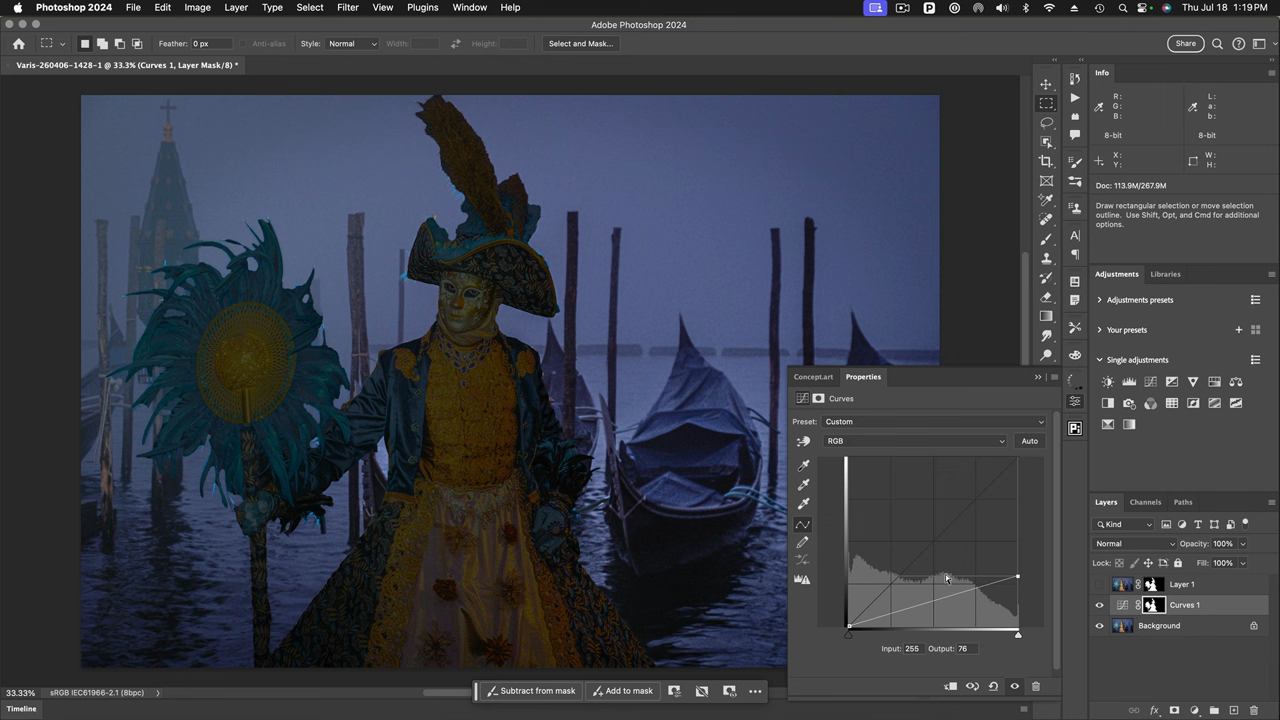 Photoshop 2024 File Edit Image Layer Type Select Filter View Plugins Window Help Thu Jul 18 1:19 PM
Adobe Photoshop 2024
Feather: 0 px Anti-alias Style: Normal Width: Height: Select and Mask... Share
Varis-260406-1428-1 @ 33.3% (Curves 1, Layer Mask/8) *
Info
R:
G:
B:
L:
a:
b:
8-bit
8-bit
X:
Y:
W:
H:
Doc: 113.9M/267.9M
Draw rectangular selection or move selection
outline. Use Shift, Opt, and Cmd for additional
options.
Adjustments Libraries
Adjustments presets
Your presets
Single adjustments
Concept.art Properties
Curves
Preset: Custom
RGB Auto
Input: 255 Output: 76
Layers Channels Paths
Kind
Normal Opacity: 100%
Lock: Fill: 100%
Layer 1
Curves 1
Background
Subtract from mask Add to mask
33.33% sRGB IEC61966-2.1 (8bpc)
Timeline